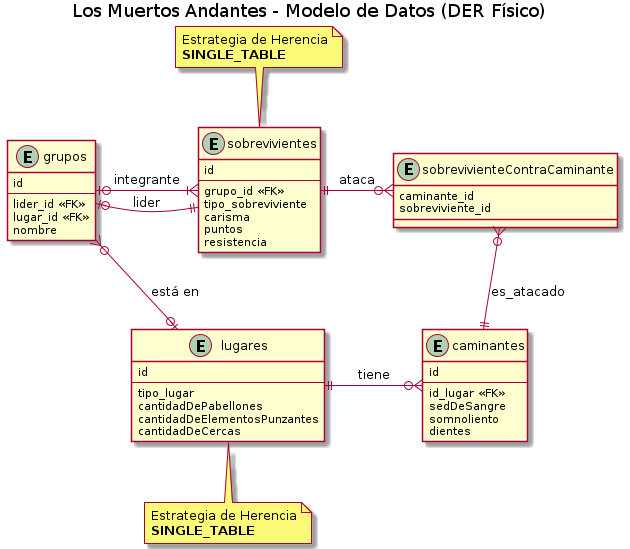 Los Muertos Andantes - Modelo de Datos (DER Físico)
Estrategia de Herencia
SINGLE_TABLE
E grupos
id
lider_id «FK»
lugar_id «FK»
nombre
integrante
lider
E sobrevivientes
id
grupo_id «FK»
tipo_sobreviviente
carisma
puntos
resistencia
ataca
E sobrevivienteContraCaminante
caminante_id
sobreviviente_id
está en
es_atacado
E lugares
id
tipo_lugar
cantidadDePabellones
cantidadDeElementosPunzantes
cantidadDeCercas
tiene
E caminantes
id
id_lugar «FK»
sedDeSangre
somnoliento
dientes
Estrategia de Herencia
SINGLE_TABLE